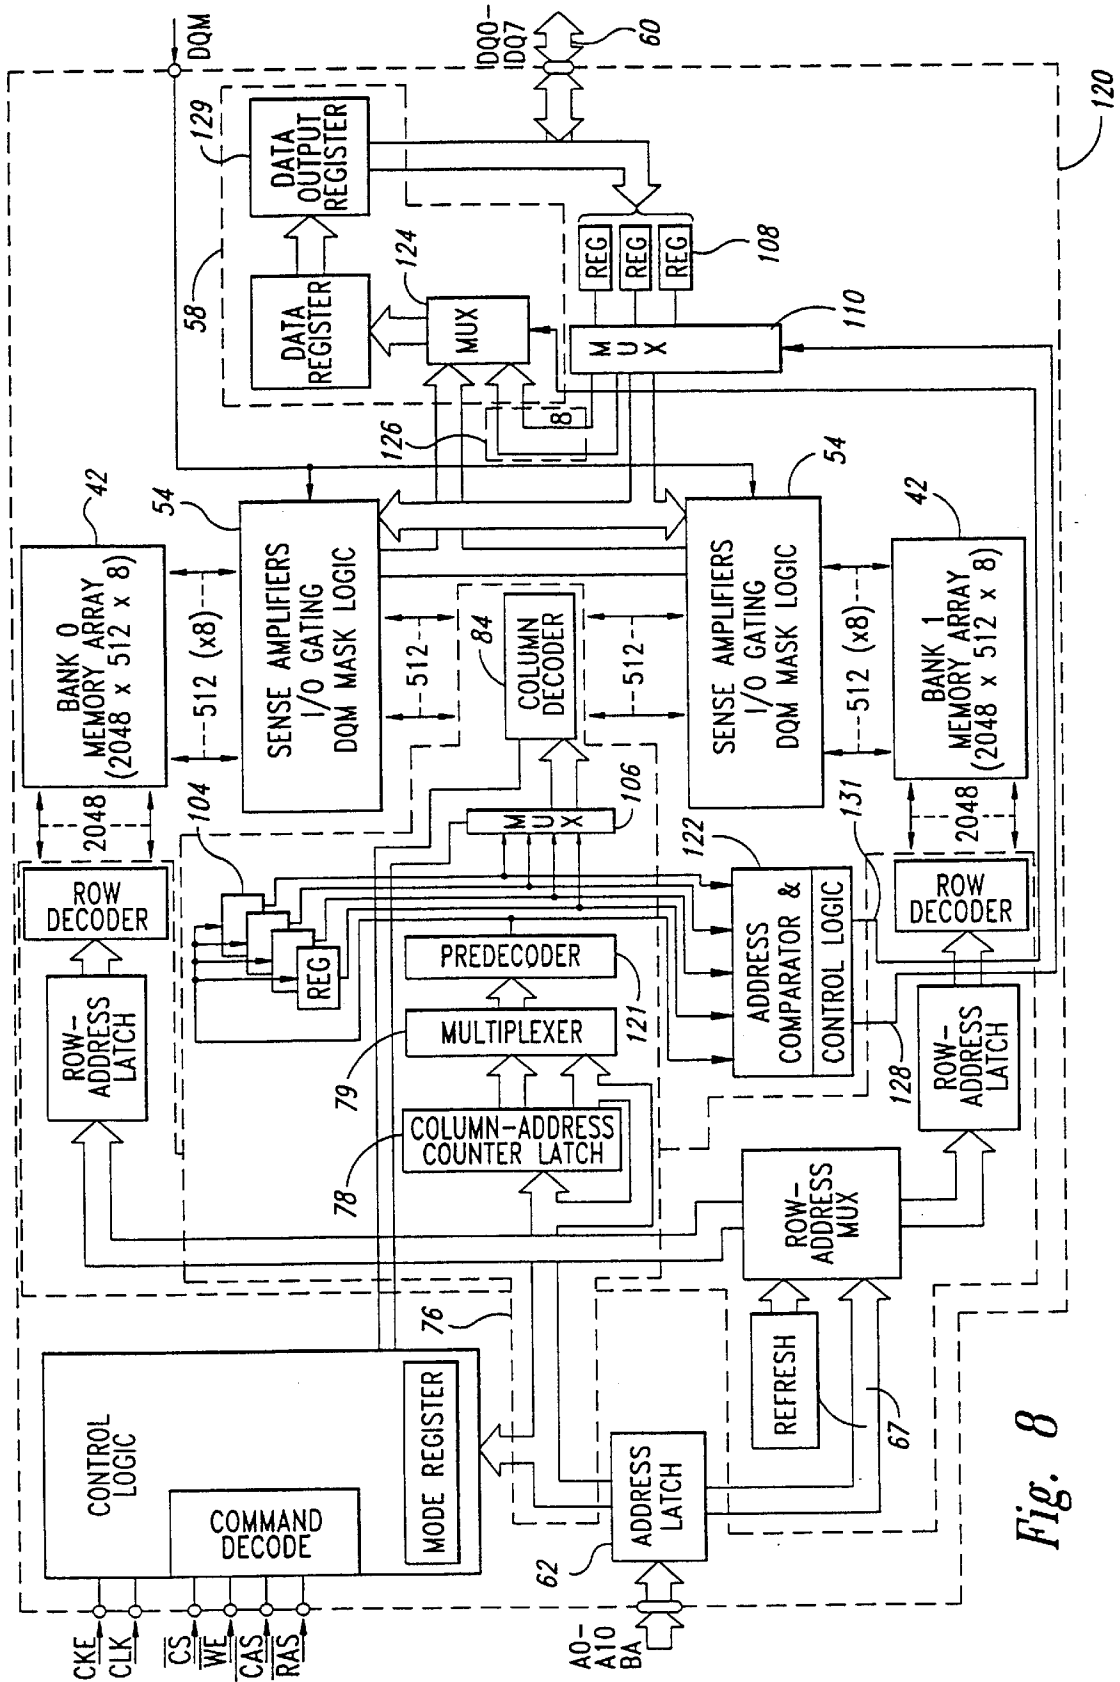 CKE
CLK
CS
WE
CAS
RAS
CONTROL
LOGIC
COMMAND
DECODE
MODE REGISTER
A0-
A10
BA
62
ADDRESS
LATCH
76
REFRESH
67
ROW-
ADDRESS
MUX
ROW-
ADDRESS
LATCH
ROW
DECODER
2048
BANK 0
MEMORY ARRAY
(2048 x 512 x 8)
42
512 (x8)
104
REG
SENSE AMPLIFIERS
I/O GATING
DQM MASK LOGIC
54
512
78
COLUMN-ADDRESS
COUNTER LATCH
79
MULTIPLEXER
PREDECODER
121
MUX
106
COLUMN
DECODER
84
512
ADDRESS
COMPARATOR &
CONTROL LOGIC
122
128
131
ROW-
ADDRESS
LATCH
ROW
DECODER
2048
BANK 1
MEMORY ARRAY
(2048 x 512 x 8)
42
512 (x8)
SENSE AMPLIFIERS
I/O GATING
DQM MASK LOGIC
54
126
8
MUX
124
58
DATA
REGISTER
DATA
OUTPUT
REGISTER
129
MUX
110
REG
REG
REG
108
DQM
DQ0-
DQ7
60
120
Fig. 8